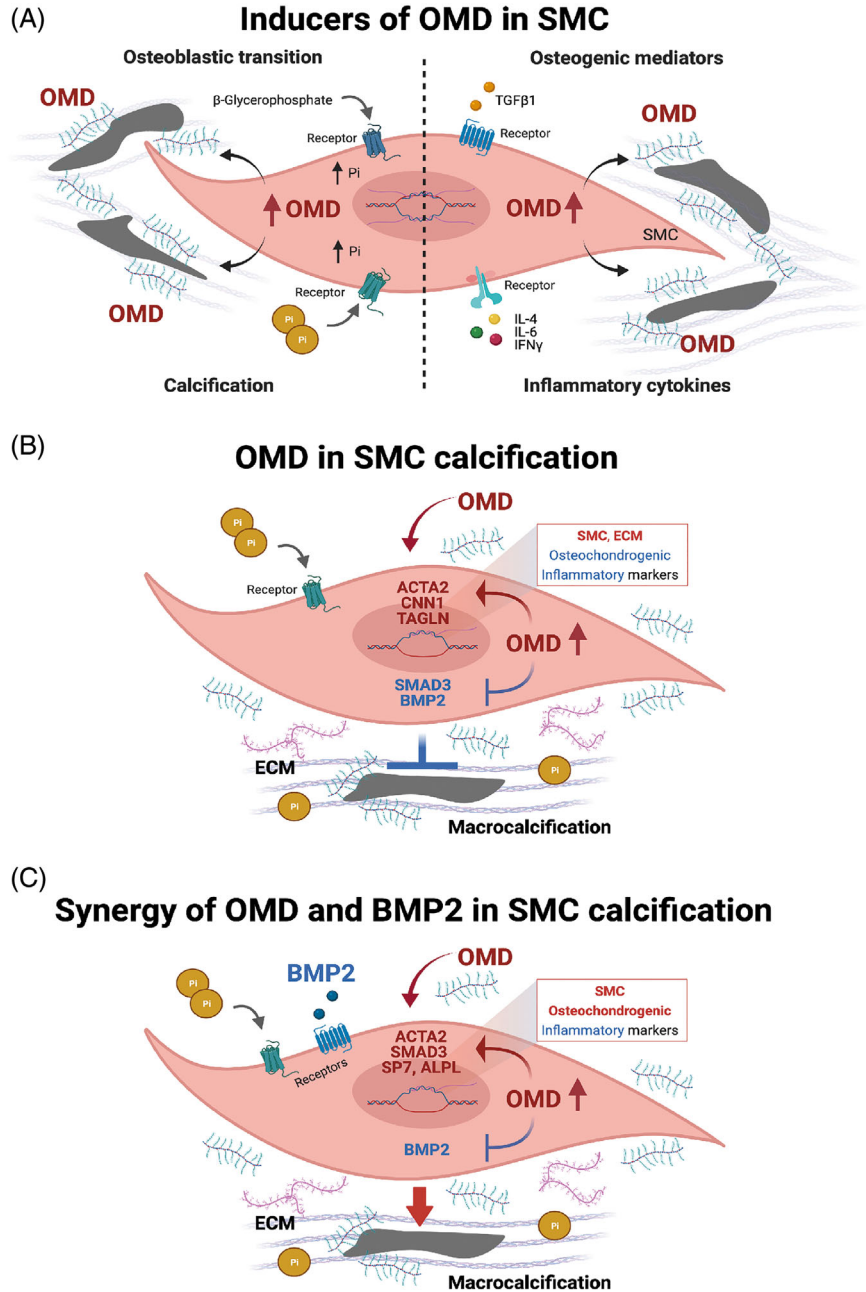 (A)
Inducers of OMD in SMC
Osteoblastic transition
Osteogenic mediators
OMD
β-Glycerophosphate
TGFβ1
OMD
Receptor
Receptor
Pi
OMD
OMD
SMC
Pi
Receptor
Receptor
OMD
Pi
Pi
IL-4
IL-6
IFNγ
OMD
Calcification
Inflammatory cytokines
(B)
OMD in SMC calcification
OMD
Pi
Pi
SMC, ECM
Osteochondrogenic
Inflammatory markers
Receptor
ACTA2
CNN1
TAGLN
OMD
SMAD3
BMP2
ECM
Pi
Pi
Macrocalcification
(C)
Synergy of OMD and BMP2 in SMC calcification
OMD
BMP2
Pi
Pi
SMC
Osteochondrogenic
Inflammatory markers
Receptors
ACTA2
SMAD3
SP7, ALPL
OMD
BMP2
ECM
Pi
Pi
Macrocalcification